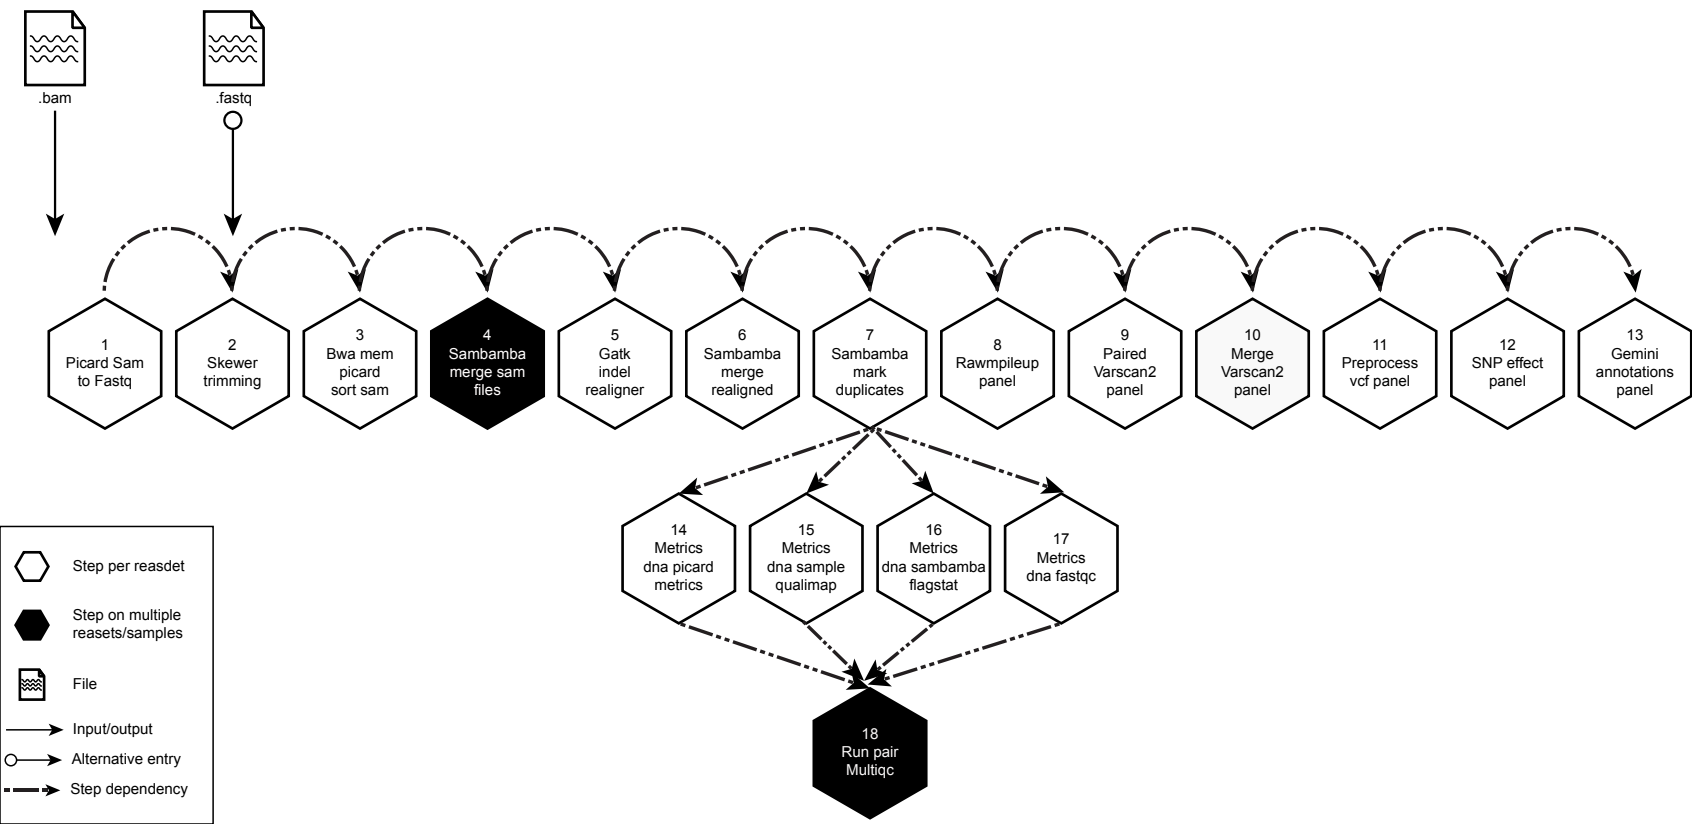 .bam
.fastq
1
Picard Sam
to Fastq
2
Skewer
trimming
3
Bwa mem
picard
sort sam
4
Sambamba
merge sam
files
5
Gatk
indel
realigner
6
Sambamba
merge
realigned
7
Sambamba
mark
duplicates
8
Rawmpileup
panel
9
Paired
Varscan2
panel
10
Merge
Varscan2
panel
11
Preprocess
vcf panel
12
SNP effect
panel
13
Gemini
annotations
panel
14
Metrics
dna picard
metrics
15
Metrics
dna sample
qualimap
16
Metrics
dna sambamba
flagstat
17
Metrics
dna fastqc
18
Run pair
Multiqc
Step per reasdet
Step on multiple
reasets/samples
File
Input/output
Alternative entry
Step dependency